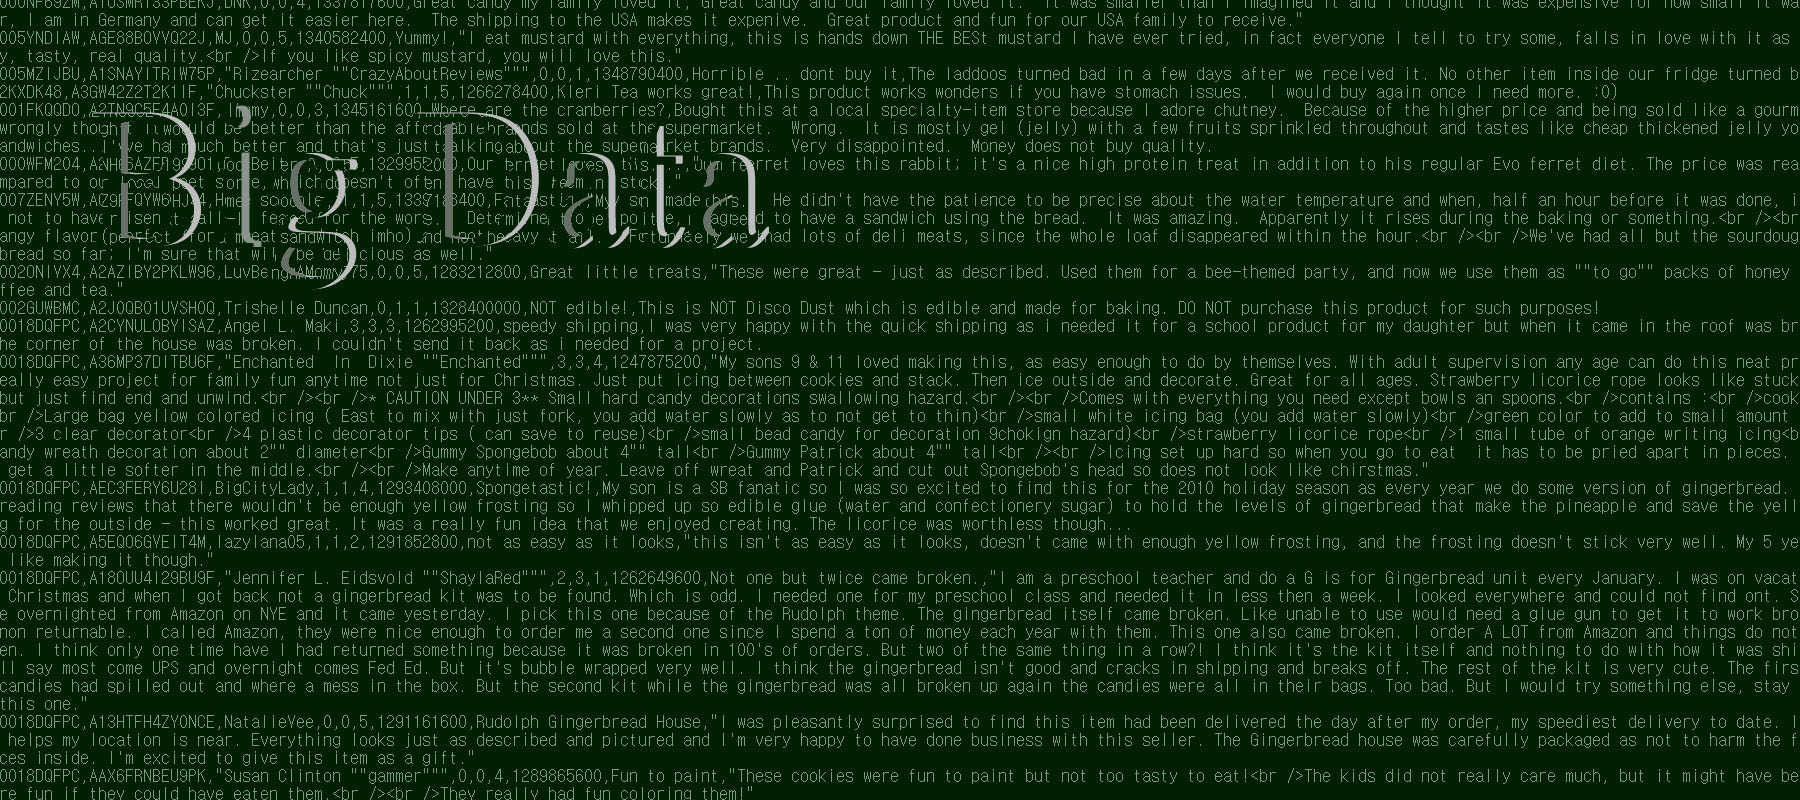 000NF69ZW,A1USMRT33PBEKJ,DNK,0,0,4,1337817600,Great candy my family loved it, Great candy and our family loved it.  It was smaller than I imagined it and I thought it was expensive for how small it wa
r, I am in Germany and can get it easier here.  The shipping to the USA makes it expenive.  Great product and fun for our USA family to receive."
005YNDIAW,AGE88BOVYQ22J,MJ,0,0,5,1340582400,Yummy!,"I eat mustard with everything, this is hands down THE BESt mustard I have ever tried, in fact everyone I tell to try some, falls in love with it as
y, tasty, real quality.<br />If you like spicy mustard, you will love this."
005MZIJBU,A1SNAYITRIW75P,"Rizearcher ""CrazyAboutReviews""",0,0,1,1348790400,Horrible .. dont buy it,The laddoos turned bad in a few days after we received it. No other item inside our fridge turned b
2KXDK48,A3GW42Z2T2K1IF,"Chuckster ""Chuck""",1,1,5,1266278400,Kleri Tea works great!,This product works wonders if you have stomach issues.  I would buy again once I need more. :0)
Big Data
001FKQQDO,A2TN9C5E4A0I3F, Jimmy,0,0,3,1345161600,Where are the cranberries?,Bought this at a local specialty-item store because I adore chutney.  Because of the higher price and being sold like a gourm
wrongly thought it would be better than the affordable brands sold at the supermarket.  Wrong.  It is mostly gel (jelly) with a few fruits sprinkled throughout and tastes like cheap thickened jelly yo
andwiches...I've had much better and that's just talking about the supermarket brands.  Very disappointed.  Money does not buy quality.
000WFM204, ferret loves this rabbit; it's a nice high protein treat in addition to his regular Evo ferret diet. The price was rea
mpared to our local pet store, which doesn't often have this item in stock."
007ZENY5W, He didn't have the patience to be precise about the water temperature and when, half an hour before it was done, i
 not to have risen at all-I feared for the worst.  Determined to be polite, I agreed to have a sandwich using the bread.  It was amazing.  Apparently it rises during the baking or something.<br /><br
angy flavor (perfect for a meat sandwich imho) and not heavy at all.  Fortunately we had lots of deli meats, since the whole loaf disappeared within the hour.<br /><br />We've had all but the sourdoug
bread so far; I'm sure that will be delicious as well."
0020NIYX4,A2AZIBY2PKLW96,LuvBeingAMommy75,0,0,5,1283212800,Great little treats,"These were great - just as described. Used them for a bee-themed party, and now we use them as ""to go"" packs of honey
ffee and tea."
002GUWBMC,A2J0QB01UVSH0Q,Trishelle Duncan,0,1,1,1328400000,NOT edible!,This is NOT Disco Dust which is edible and made for baking. DO NOT purchase this product for such purposes!
0018DQFPC,A2CYNULOBYISAZ,Angel L. Maki,3,3,3,1262995200,speedy shipping,I was very happy with the quick shipping as i needed it for a school product for my daughter but when it came in the roof was br
he corner of the house was broken. I couldn't send it back as i needed for a project.
0018DQFPC,A36MP37DITBU6F,"Enchanted  In  Dixie ""Enchanted""",3,3,4,1247875200,"My sons 9 & 11 loved making this, as easy enough to do by themselves. With adult supervision any age can do this neat pr
eally easy project for family fun anytime not just for Christmas. Just put icing between cookies and stack. Then ice outside and decorate. Great for all ages. Strawberry licorice rope looks like stuck
but just find end and unwind.<br /><br />* CAUTION UNDER 3** Small hard candy decorations swallowing hazard.<br /><br />Comes with everything you need except bowls an spoons.<br />contains :<br />cook
br />Large bag yellow colored icing ( East to mix with just fork, you add water slowly as to not get to thin)<br />small white icing bag (you add water slowly)<br />green color to add to small amount
r />3 clear decorator<br />4 plastic decorator tips ( can save to reuse)<br />small bead candy for decoration 9chokign hazard)<br />strawberry licorice rope<br />1 small tube of orange writing icing<b
andy wreath decoration about 2"" diameter<br />Gummy Spongebob about 4"" tall<br />Gummy Patrick about 4"" tall<br /><br />Icing set up hard so when you go to eat  it has to be pried apart in pieces.
 get a little softer in the middle.<br /><br />Make anytime of year. Leave off wreat and Patrick and cut out Spongebob's head so does not look like chirstmas."
0018DQFPC,AEC3FERY6U28I,BigCityLady,1,1,4,1293408000,Spongetastic!,My son is a SB fanatic so I was so excited to find this for the 2010 holiday season as every year we do some version of gingerbread.
reading reviews that there wouldn't be enough yellow frosting so I whipped up so edible glue (water and confectionery sugar) to hold the levels of gingerbread that make the pineapple and save the yell
g for the outside - this worked great. It was a really fun idea that we enjoyed creating. The licorice was worthless though...
0018DQFPC,A5EQO6GYEIT4M,lazylana05,1,1,2,1291852800,not as easy as it looks,"this isn't as easy as it looks, doesn't came with enough yellow frosting, and the frosting doesn't stick very well. My 5 ye
 like making it though."
0018DQFPC,A180UU4I29BU9F,"Jennifer L. Eidsvold ""ShaylaRed""",2,3,1,1262649600,Not one but twice came broken.,"I am a preschool teacher and do a G is for Gingerbread unit every January. I was on vacat
 Christmas and when I got back not a gingerbread kit was to be found. Which is odd. I needed one for my preschool class and needed it in less then a week. I looked everywhere and could not find ont. S
e overnighted from Amazon on NYE and it came yesterday. I pick this one because of the Rudolph theme. The gingerbread itself came broken. Like unable to use would need a glue gun to get it to work bro
non returnable. I called Amazon, they were nice enough to order me a second one since I spend a ton of money each year with them. This one also came broken. I order A LOT from Amazon and things do not
en. I think only one time have I had returned something because it was broken in 100's of orders. But two of the same thing in a row?! I think it's the kit itself and nothing to do with how it was shi
ll say most come UPS and overnight comes Fed Ed. But it's bubble wrapped very well. I think the gingerbread isn't good and cracks in shipping and breaks off. The rest of the kit is very cute. The firs
candies had spilled out and where a mess in the box. But the second kit while the gingerbread was all broken up again the candies were all in their bags. Too bad. But I would try something else, stay
this one."
0018DQFPC,A13HTFH4ZYONCE,NatalieVee,0,0,5,1291161600,Rudolph Gingerbread House,"I was pleasantly surprised to find this item had been delivered the day after my order, my speediest delivery to date. I
 helps my location is near. Everything looks just as described and pictured and I'm very happy to have done business with this seller. The Gingerbread house was carefully packaged as not to harm the f
ces inside. I'm excited to give this item as a gift."
0018DQFPC,AAX6FRNBEU9PK,"Susan Clinton ""gammer""",0,0,4,1289865600,Fun to paint,"These cookies were fun to paint but not too tasty to eat!<br />The kids did not really care much, but it might have be
re fun if they could have eaten them.<br /><br />They really had fun coloring them!"